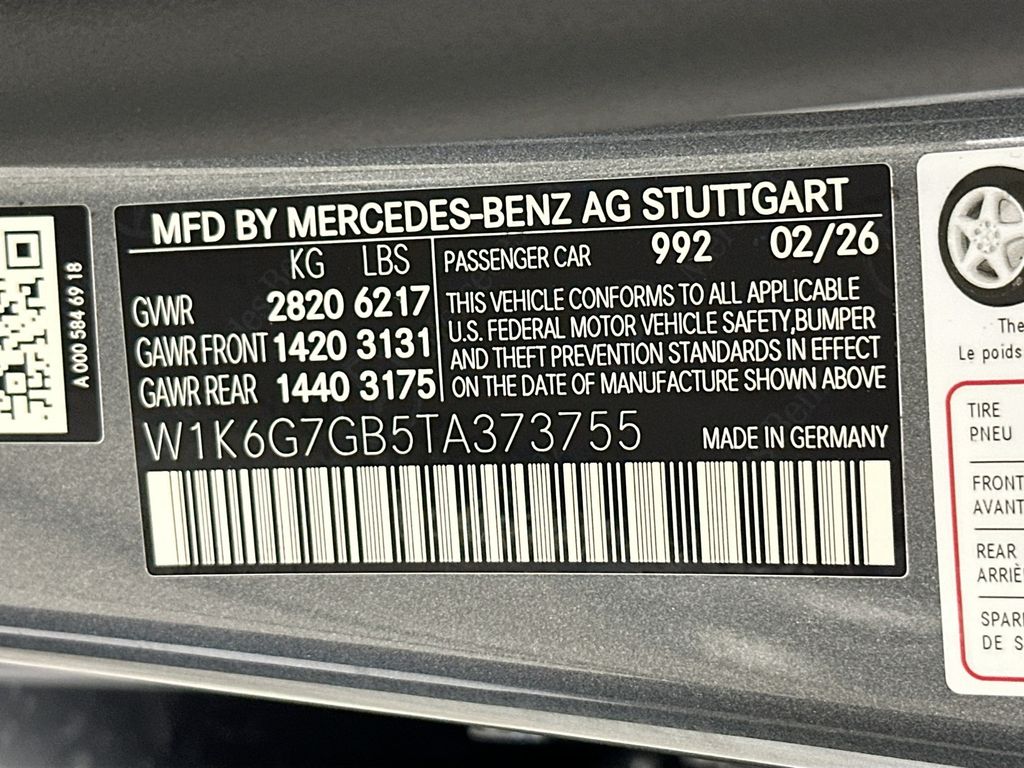 A 000 584 69 18
MFD BY MERCEDES-BENZ AG STUTTGART
KG LBS
GVWR 2820 6217
GAWR FRONT 1420 3131
GAWR REAR 1440 3175
PASSENGER CAR 992 02/26
THIS VEHICLE CONFORMS TO ALL APPLICABLE
U.S. FEDERAL MOTOR VEHICLE SAFETY,BUMPER
AND THEFT PREVENTION STANDARDS IN EFFECT
ON THE DATE OF MANUFACTURE SHOWN ABOVE
W1K6G7GB5TA373755 MADE IN GERMANY
The
Le poids
TIRE
PNEU
FRONT
AVANT
REAR
ARRIÈ
SPAR
DE S